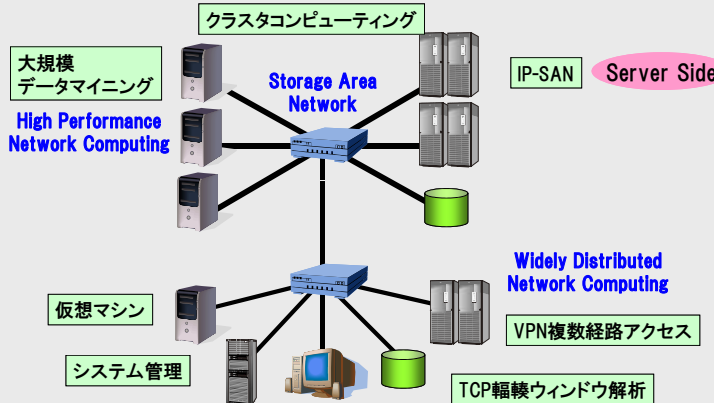 クラスタコンピューティング
大規模
データマイニング
Storage Area
Network
IP-SAN
Server Side
High Performance
Network Computing
Widely Distributed
Network Computing
仮想マシン
VPN複数経路アクセス
システム管理
TCP輻輳ウィンドウ解析